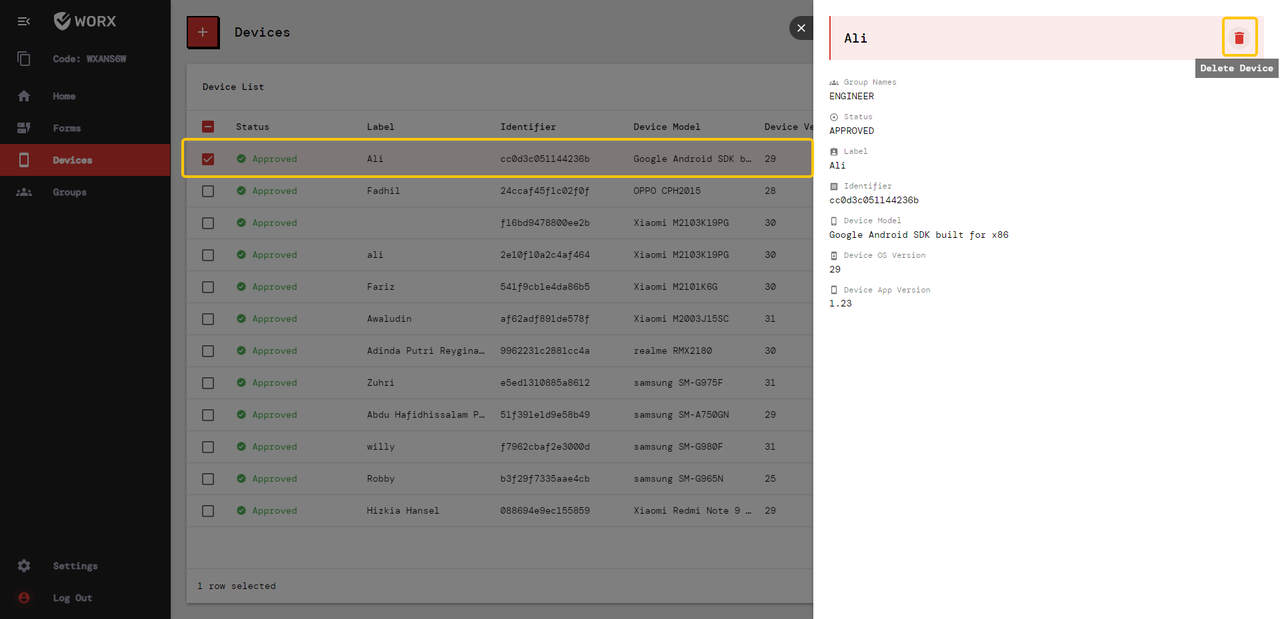 WORX
Code: WXANS6W
Home
Forms
Devices
Groups
Settings
Log Out
Devices
Device List
Status Label Identifier Device Model Device Ve
Approved Ali cc0d3c051144236b Google Android SDK b… 29
Approved Fadhil 24ccaf45f1c02f0f OPPO CPH2015 28
Approved f16bd9478800ee2b Xiaomi M2103K19PG 30
Approved ali 2e10f10a2c4af464 Xiaomi M2103K19PG 30
Approved Fariz 541f9cb1e4da86b5 Xiaomi M2101K6G 30
Approved Awaludin af62adf891de578f Xiaomi M2003J15SC 31
Approved Adinda Putri Reygina… 9962231c2881cc4a realme RMX2180 30
Approved Zuhri e5ed1310885a8612 samsung SM-G975F 31
Approved Abdu Hafidhissalam P… 51f391e1d9e58b49 samsung SM-A750GN 29
Approved willy f7962cbaf2e3000d samsung SM-G980F 31
Approved Robby b3f29f7335aae4cb samsung SM-G965N 25
Approved Hizkia Hansel 088694e9ec155859 Xiaomi Redmi Note 9 … 29
1 row selected
Ali
Delete Device
Group Names
ENGINEER
Status
APPROVED
Label
Ali
Identifier
cc0d3c051144236b
Device Model
Google Android SDK built for x86
Device OS Version
29
Device App Version
1.23